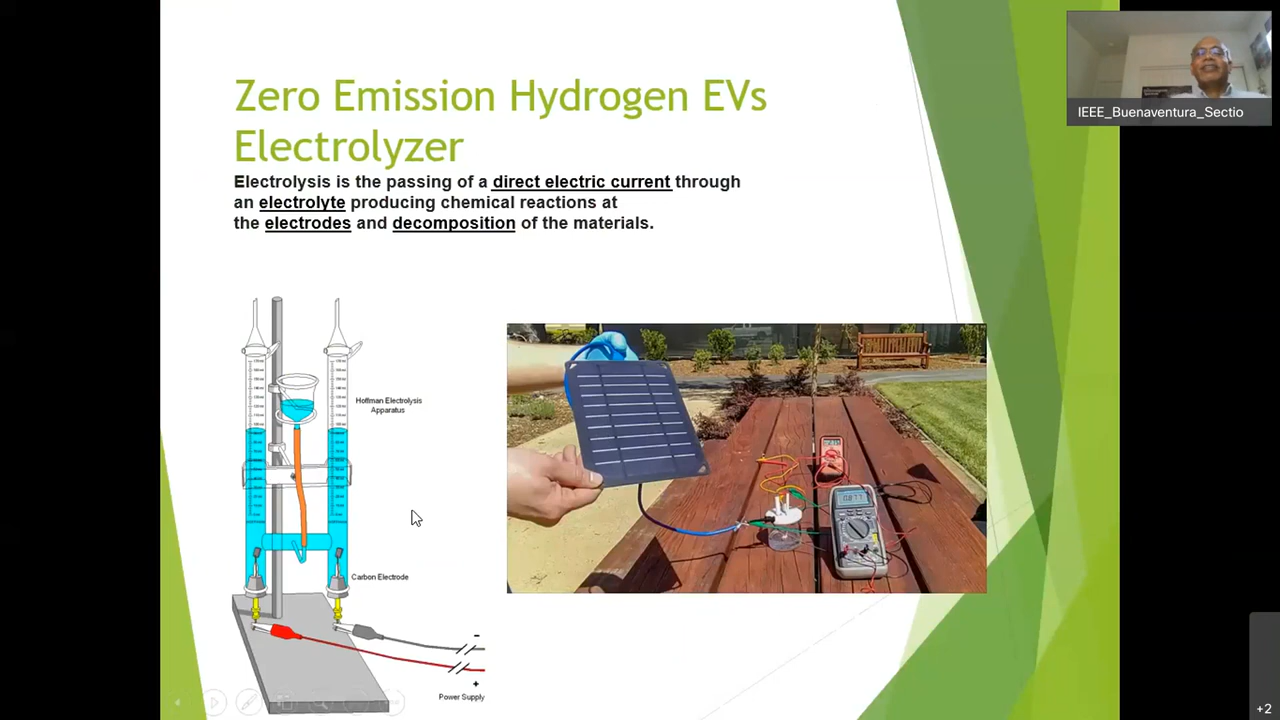 Zero Emission Hydrogen EVs
Electrolyzer
Electrolysis is the passing of a direct electric current through
an electrolyte producing chemical reactions at
the electrodes and decomposition of the materials.
IEEE_Buenaventura_Sectio
Hoffman Electrolysis
Apparatus
Carbon Electrode
-
+
Power Supply
+2